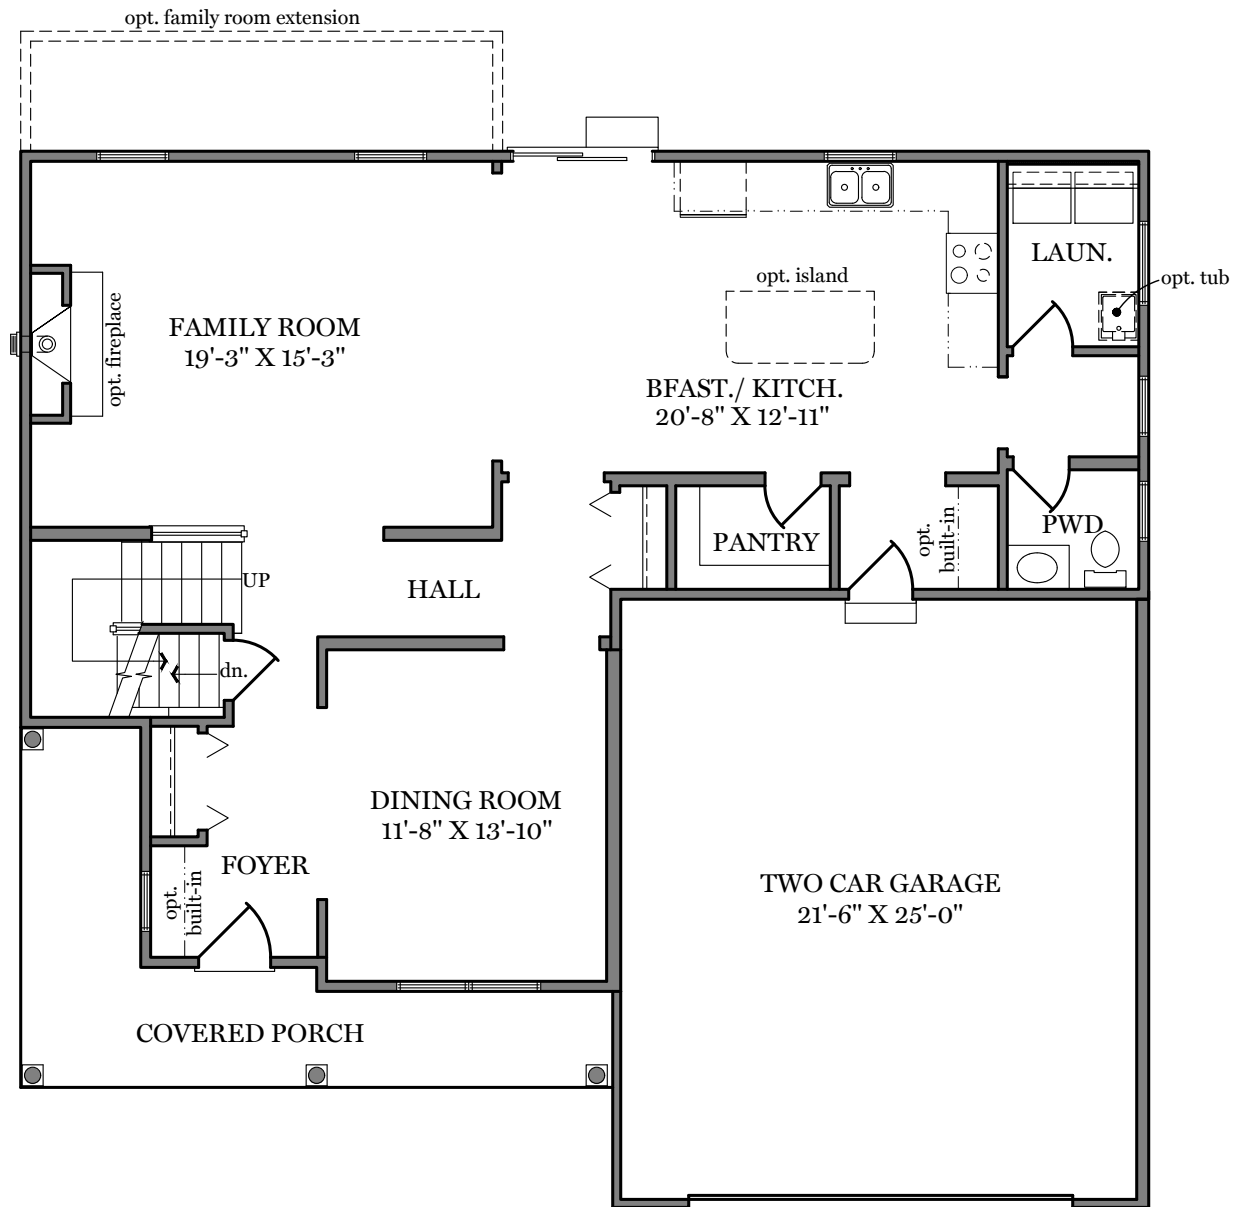 opt. family room extension
LAUN.
opt. tub
opt. island
opt. fireplace
FAMILY ROOM
19'-3" X 15'-3"
BFAST./ KITCH.
20'-8" X 12'-11"
PANTRY
opt.
built-in
PWD
UP
HALL
dn.
DINING ROOM
11'-8" X 13'-10"
FOYER
opt.
built-in
TWO CAR GARAGE
21'-6" X 25'-0"
COVERED PORCH